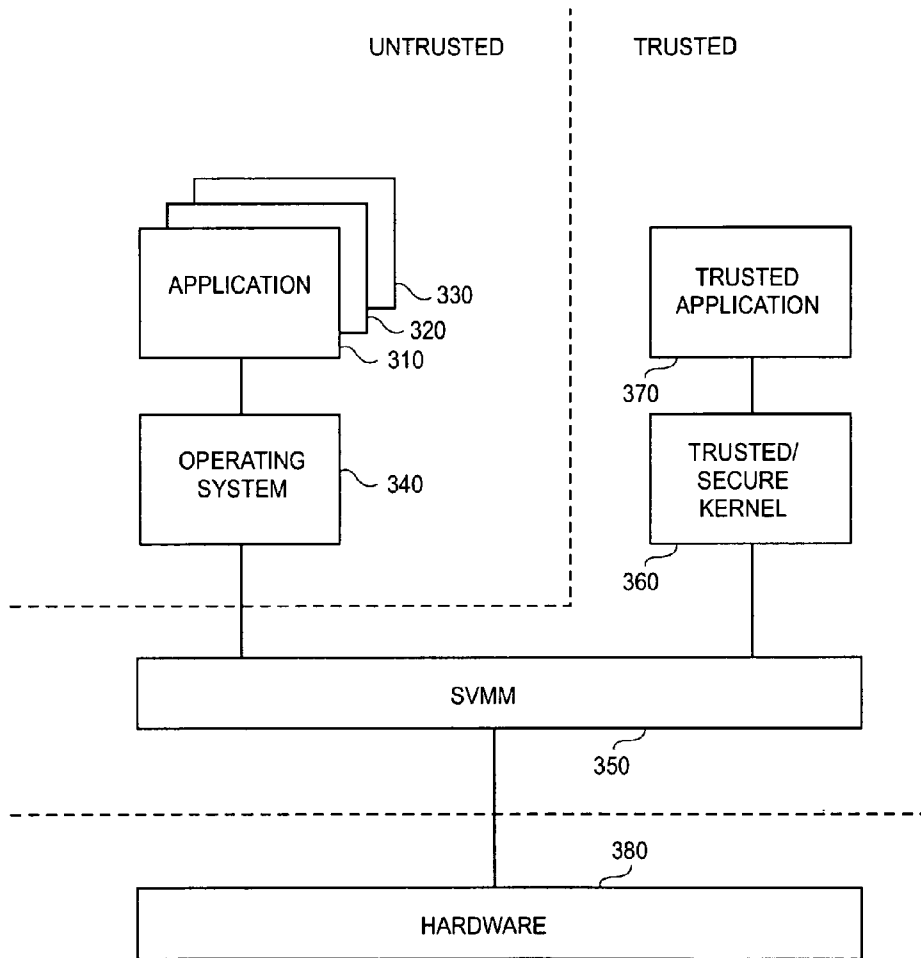 UNTRUSTED
TRUSTED
APPLICATION
330
320
310
TRUSTED
APPLICATION
370
OPERATING
SYSTEM
340
TRUSTED/
SECURE
KERNEL
360
SVMM
350
380
HARDWARE